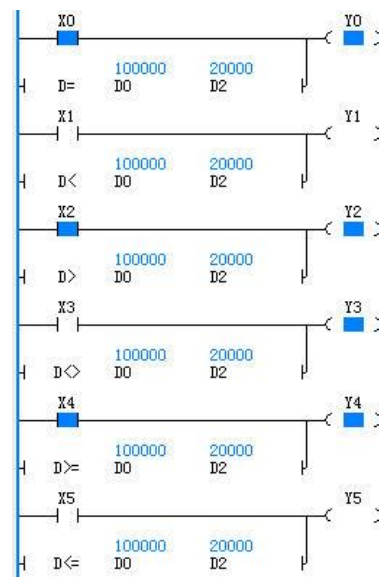 X0 Y0
100000 20000
D= D0 D2
X1 Y1
100000 20000
D< D0 D2
X2 Y2
100000 20000
D> D0 D2
X3 Y3
100000 20000
D<> D0 D2
X4 Y4
100000 20000
D>= D0 D2
X5 Y5
100000 20000
D<= D0 D2